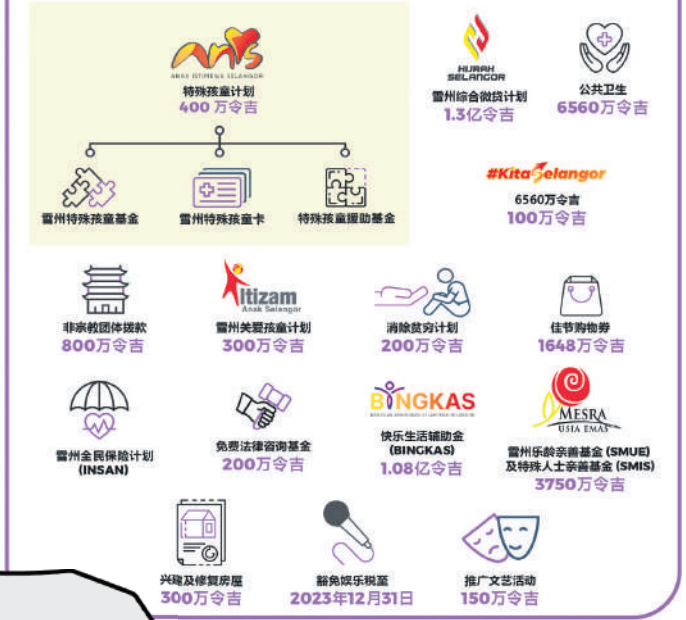 ANIS
ANAK ISTIMEWA SELANGOR
特殊孩童计划
400 万令吉
雪州特殊孩童基金
雪州特殊孩童卡
特殊孩童援助基金
HIJRAH
SELANGOR
雪州综合微贷计划
1.3亿令吉
公共卫生
6560万令吉
#KitaSelangor
6560万令吉
100万令吉
非宗教团体拨款
800万令吉
Itizam
Anak Selangor
雪州关爱孩童计划
300万令吉
消除贫穷计划
200万令吉
佳节购物券
1648万令吉
雪州全民保险计划
(INSAN)
免费法律咨询基金
200万令吉
BINGKAS
快乐生活辅助金
(BINGKAS)
1.08亿令吉
MESRA
USIA EMAS
雪州乐龄亲善基金 (SMUE)
及特殊人士亲善基金 (SMIS)
3750万令吉
兴建及修复房屋
300万令吉
豁免娱乐税至
2023年12月31日
推广文艺活动
150万令吉